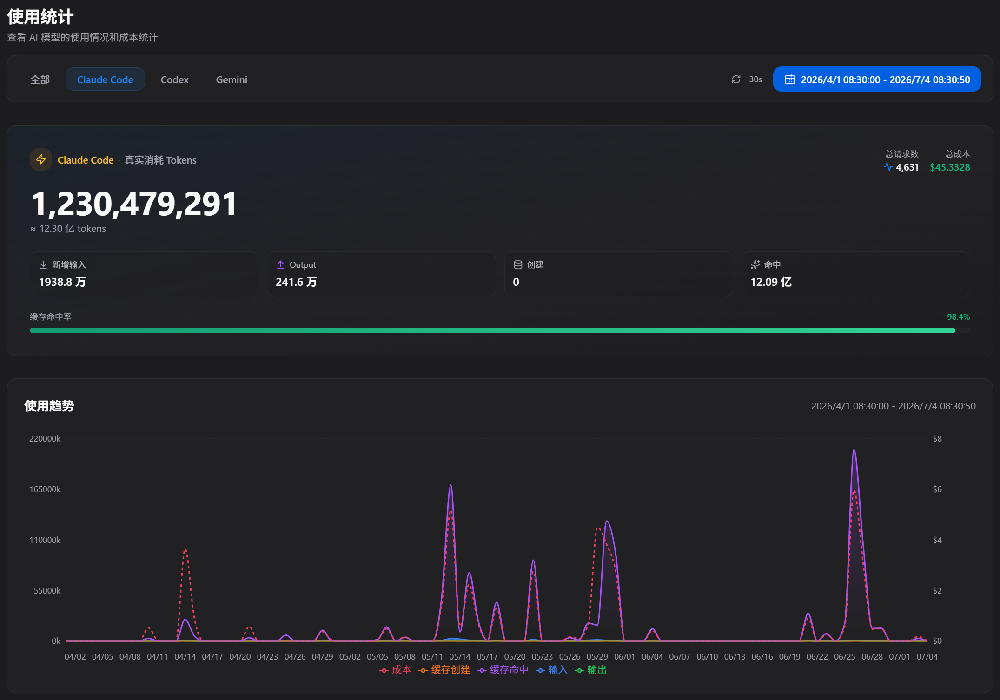 使用统计
查看 AI 模型的使用情况和成本统计
全部 Claude Code Codex Gemini 30s 2026/4/1 08:30:00 - 2026/7/4 08:30:50
Claude Code · 真实消耗 Tokens
总请求数 总成本
4,631 $45.3328
1,230,479,291
≈ 12.30 亿 tokens
新增输入
1938.8 万
Output
241.6 万
创建
0
命中
12.09 亿
缓存命中率 98.4%
使用趋势 2026/4/1 08:30:00 - 2026/7/4 08:30:50
220000k $8
165000k $6
110000k $4
55000k $2
0k $0
04/02 04/05 04/08 04/11 04/14 04/17 04/20 04/23 04/26 04/29 05/02 05/05 05/08 05/11 05/14 05/17 05/20 05/23 05/26 05/29 06/01 06/04 06/07 06/10 06/13 06/16 06/19 06/22 06/25 06/28 07/01 07/04
成本 缓存创建 缓存命中 输入 输出